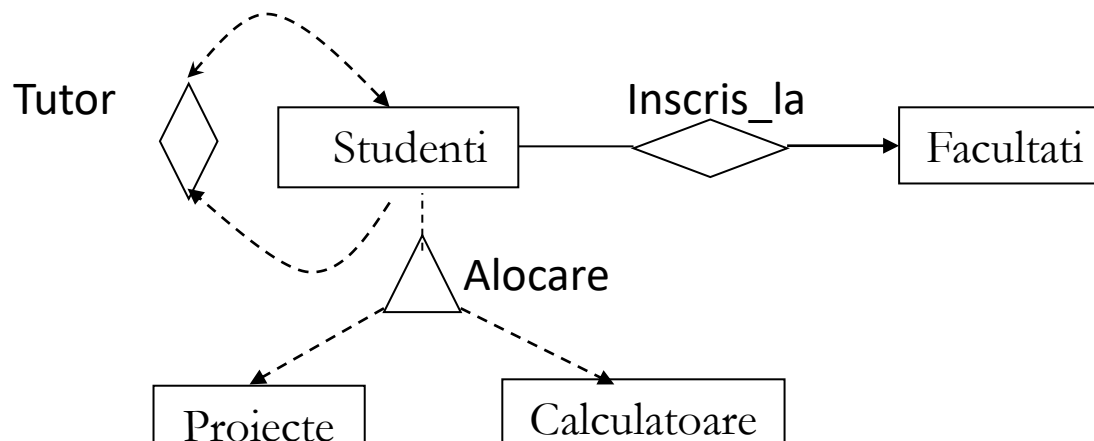 Tutor
Inscris_la
Studenti
Facultati
Alocare
Proiecte
Calculatoare